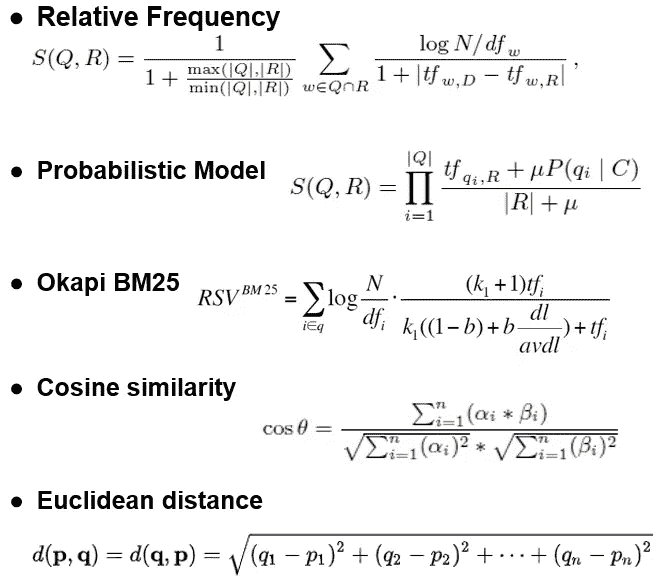 ● Relative Frequency
S(Q, R) = \frac{1}{1 + \frac{\max(|Q|,|R|)}{\min(|Q|,|R|)}} \sum_{w \in Q \cap R} \frac{\log N/df_w}{1 + |tf_{w,D} - tf_{w,R}|} ,
● Probabilistic Model S(Q, R) = \prod_{i=1}^{|Q|} \frac{tf_{q_i,R} + \mu P(q_i \mid C)}{|R| + \mu}
● Okapi BM25 RSV^{BM25} = \sum_{i \in q} \log \frac{N}{df_i} \cdot \frac{(k_1 + 1)tf_i}{k_1((1 - b) + b \frac{dl}{avdl}) + tf_i}
● Cosine similarity
\cos \theta = \frac{\sum_{i=1}^{n} (\alpha_i * \beta_i)}{\sqrt{\sum_{i=1}^{n} (\alpha_i)^2} * \sqrt{\sum_{i=1}^{n} (\beta_i)^2}}
● Euclidean distance
d(\mathbf{p}, \mathbf{q}) = d(\mathbf{q}, \mathbf{p}) = \sqrt{(q_1 - p_1)^2 + (q_2 - p_2)^2 + \cdots + (q_n - p_n)^2}